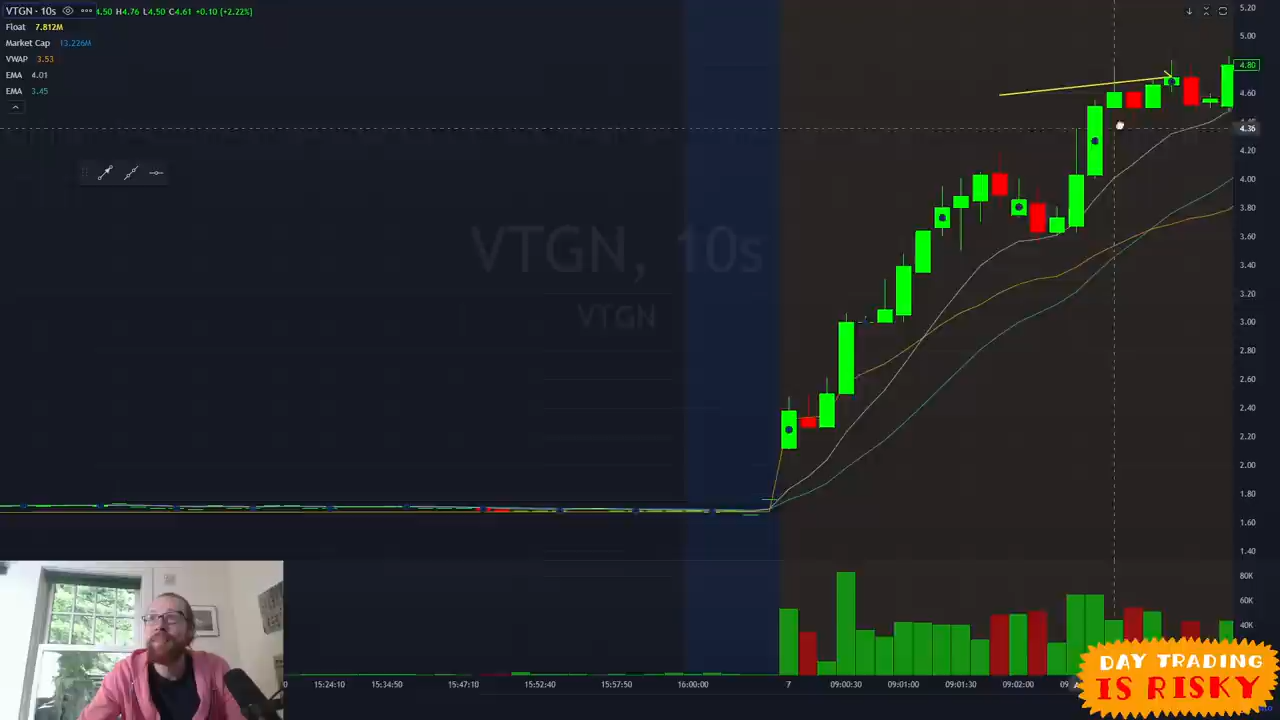 VTGN · 10s
4.50 H4.76 L4.50 C4.61 +0.10 (+2.22%)
Float 7.812M
Market Cap 13.226M
VWAP 3.53
EMA 4.01
EMA 3.45
VTGN, 10s
VTGN
5.20
5.00
4.80
4.60
4.36
4.20
4.00
3.80
3.60
3.40
3.20
3.00
2.80
2.60
2.40
2.20
2.00
1.80
1.60
1.40
80K
60K
40K
15:24:10
15:34:50
15:47:10
15:52:40
15:57:50
16:00:00
7
09:00:30
09:01:00
09:01:30
09:02:00
DAY TRADING
IS RISKY